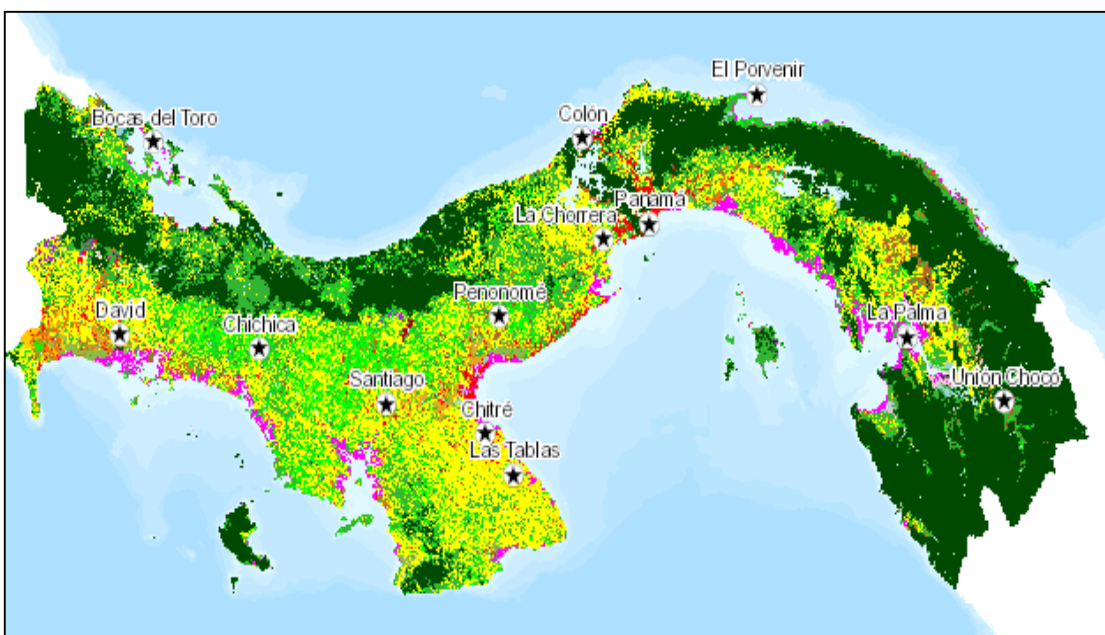 El Porvenir
Bocas del Toro
Colón
Panamá
La Chorrera
Penonomé
David
Chichica
La Palma
Santiago
Unión Chocó
Chitré
Las Tablas